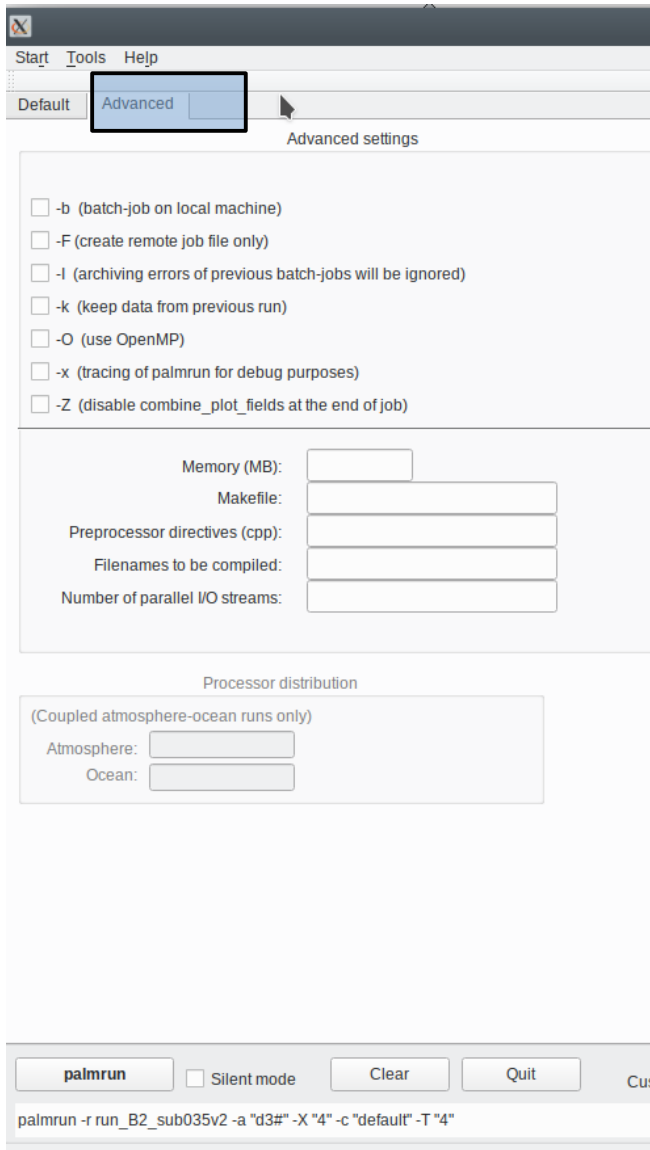 Start Tools Help
Default Advanced
Advanced settings
-b (batch-job on local machine)
-F (create remote job file only)
-I (archiving errors of previous batch-jobs will be ignored)
-k (keep data from previous run)
-O (use OpenMP)
-x (tracing of palmrun for debug purposes)
-Z (disable combine_plot_fields at the end of job)
Memory (MB):
Makefile:
Preprocessor directives (cpp):
Filenames to be compiled:
Number of parallel I/O streams:
Processor distribution
(Coupled atmosphere-ocean runs only)
Atmosphere:
Ocean:
palmrun Silent mode Clear Quit
palmrun -r run_B2_sub035v2 -a "d3#" -X "4" -c "default" -T "4"